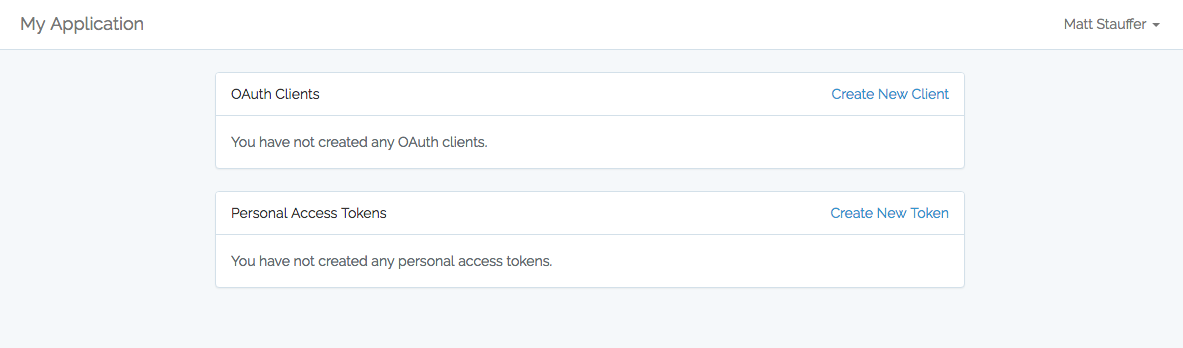 My Application
Matt Stauffer
OAuth Clients
Create New Client
You have not created any OAuth clients.
Personal Access Tokens
Create New Token
You have not created any personal access tokens.